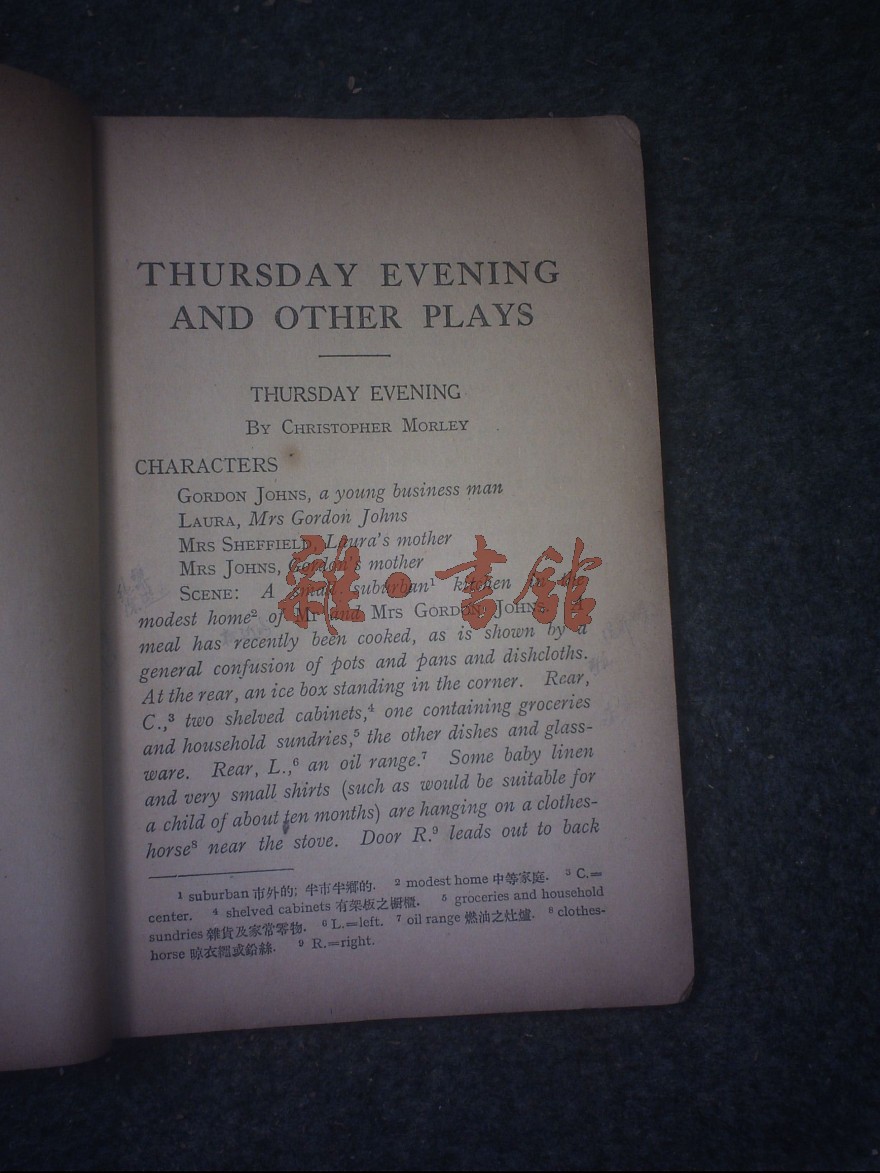 THURSDAY EVENING
AND OTHER PLAYS
THURSDAY EVENING
BY CHRISTOPHER MORLEY
CHARACTERS
GORDON JOHNS, a young business man
LAURA, Mrs Gordon Johns
MRS SHEFFIELD, Laura's mother
MRS JOHNS, Gordon's mother
SCENE: A small suburban¹ kitchen in the
modest home² of Mr and MRS GORDON JOHNS. A
meal has recently been cooked, as is shown by a
general confusion of pots and pans and dishcloths.
At the rear, an ice box standing in the corner. Rear,
C.,³ two shelved cabinets,⁴ one containing groceries
and household sundries,⁵ the other dishes and glass-
ware. Rear, L.,⁶ an oil range.⁷ Some baby linen
and very small shirts (such as would be suitable for
a child of about ten months) are hanging on a clothes-
horse⁸ near the stove. Door R.⁹ leads out to back
¹ suburban 市外的; 半市半鄉的. ² modest home 中等家庭. ³ C.=
center. ⁴ shelved cabinets 有架板之櫥櫃. ⁵ groceries and household
sundries 雜貨及家常零物. ⁶ L.=left. ⁷ oil range 燃油之灶爐. ⁸ clothes-
horse 晾衣繩或鉛絲. ⁹ R.=right.
雜·書館